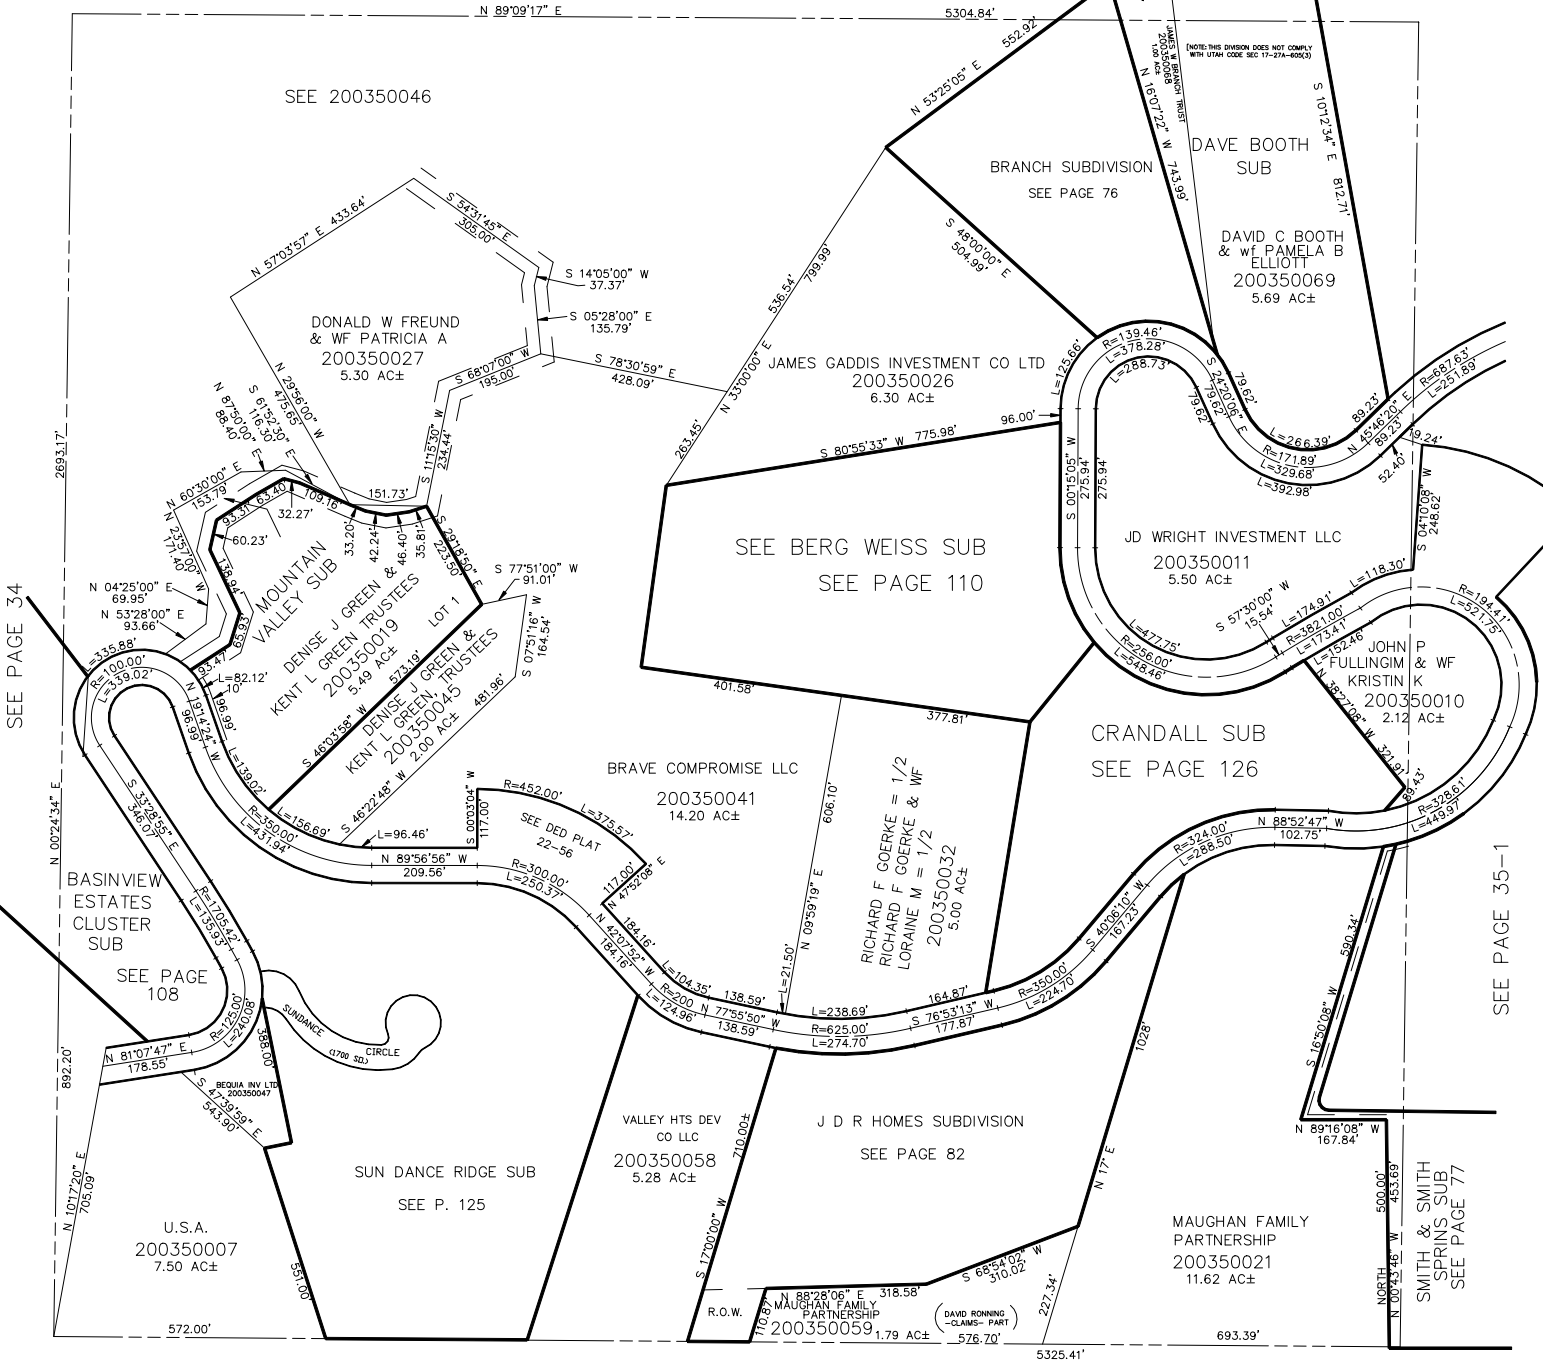 N 89°09'17" E
5304.84'
SEE 200350046
N 53°25'05" E
552.92'
JAMES W BRANCH TRUST
200350068
1.00 AC±
[NOTE:THIS DIVISION DOES NOT COMPLY
WITH UTAH CODE SEC 17-27A-605(3)
N 16°07'22" W 743.99'
S 10°12'34" E 812.71'
BRANCH SUBDIVISION
SEE PAGE 76
DAVE BOOTH
SUB
DAVID C BOOTH
& wf PAMELA B
ELLIOTT
200350069
5.69 AC±
S 48°00'00" E
504.99'
N 57°03'57" E 433.64'
S 54°31'45" E
305.00'
S 14°05'00" W
37.37'
S 05°28'00" E
135.79'
DONALD W FREUND
& WF PATRICIA A
200350027
5.30 AC±
S 68°07'00" W
195.00'
S 78°30'59" E
428.09'
N 33°00'00" E
536.54'
799.99'
263.45'
N 29°56'00" W
475.65'
S 61°52'30" E
116.30'
N 87°50'00" E
88.40'
N 60°30'00" E
153.79'
N 23°57'00" W
171.40'
S 11°15'30" W
234.44'
151.73'
2693.17'
JAMES GADDIS INVESTMENT CO LTD
200350026
6.30 AC±
S 80°55'33" W 775.98'
96.00'
L=125.66'
R=139.46'
L=378.28'
L=288.73'
S 24°20'06" E
79.62'
79.62'
79.62'
L=266.39'
R=171.89'
L=329.68'
L=392.98'
N 45°46'20" E
89.23'
89.23'
R=687.63'
L=251.89'
19.24'
52.40'
S 04°10'08" W
248.62'
S 00°15'05" W
275.94'
275.94'
93.31'
63.40'
109.16'
32.27'
33.20'
42.24'
46.40'
35.81'
60.23'
138.94'
65.93'
93.47'
S 29°18'50" E
223.50'
S 77°51'00" W
91.01'
S 07°51'16" W
164.54'
N 04°25'00" E
69.95'
N 53°28'00" E
93.66'
MOUNTAIN
VALLEY SUB
DENISE J GREEN &
KENT L GREEN TRUSTEES
200350019
5.49 AC±
LOT 1
S 46°03'58" W 573.19'
DENISE J GREEN &
KENT L GREEN, TRUSTEES
200350045
2.00 AC±
S 46°22'48" W 481.96'
SEE BERG WEISS SUB
SEE PAGE 110
JD WRIGHT INVESTMENT LLC
200350011
5.50 AC±
S 57°30'00" W
15.54'
L=174.91'
L=118.30'
R=3821.00'
L=173.41'
L=152.46'
L=477.75'
R=256.00'
L=548.46'
R=194.41'
L=521.75'
JOHN P
FULLINGIM & WF
KRISTIN K
200350010
2.12 AC±
N 38°27'08" W
321.91'
89.43'
R=328.61'
L=449.97'
SEE PAGE 34
L=335.88'
R=100.00'
L=339.02'
L=82.12'
10'
N 19°14'24" W
96.99'
96.99'
L=139.02'
L=156.69'
R=350.00'
L=431.94'
L=96.46'
N 89°56'56" W
209.56'
S 00°03'04" W
117.00'
R=452.00'
L=375.57'
SEE DED PLAT
22-56
117.00'
N 47°52'08" E
R=300.00'
L=250.37'
401.58'
377.81'
BRAVE COMPROMISE LLC
200350041
14.20 AC±
606.10'
N 09°59'19" E
RICHARD F GOERKE = 1/2
RICHARD F GOERKE & WF
LORAINE M = 1/2
200350032
5.00 AC±
CRANDALL SUB
SEE PAGE 126
N 88°52'47" W
102.75'
R=324.00'
L=288.50'
S 40°06'10" W
167.23'
N 00°24'34" E
BASINVIEW
ESTATES
CLUSTER
SUB
SEE PAGE
108
S 33°28'55" E
346.07'
R=1705.42'
L=135.93'
R=125.00'
L=240.08'
N 81°07'47" E
178.55'
388.00'
SUNDANCE
(1700 SD.)
CIRCLE
N 42°07'52" W
184.16'
184.16'
L=104.35'
R=200
L=124.96'
138.59'
N 77°55'50" W
138.59'
L=21.50'
L=238.69'
R=625.00'
L=274.70'
164.87'
S 76°53'13" W
177.87'
R=350.00'
L=224.70'
1028'
N 17° E
590.34'
S 16°50'08" W
SEE PAGE 35-1
892.20'
BEQUIA INV LTD
200350047
S 47°39'59" E
543.90'
N 10°17'20" E
705.09'
U.S.A.
200350007
7.50 AC±
551.00'
SUN DANCE RIDGE SUB
SEE P. 125
VALLEY HTS DEV
CO LLC
200350058
5.28 AC±
710.00±
S 17°00'00" W
J D R HOMES SUBDIVISION
SEE PAGE 82
N 89°16'08" W
167.84'
500.00'
453.69'
NORTH
N 00°43'46" W
SMITH & SMITH
SPRINS SUB
SEE PAGE 77
MAUGHAN FAMILY
PARTNERSHIP
200350021
11.62 AC±
S 68°54'02" W
310.02'
227.34'
R.O.W.
110.87'
N 88°28'06" E 318.58'
MAUGHAN FAMILY
PARTNERSHIP
200350059 1.79 AC±
(DAVID RONNING
-CLAIMS- PART)
576.70'
572.00'
693.39'
5325.41'